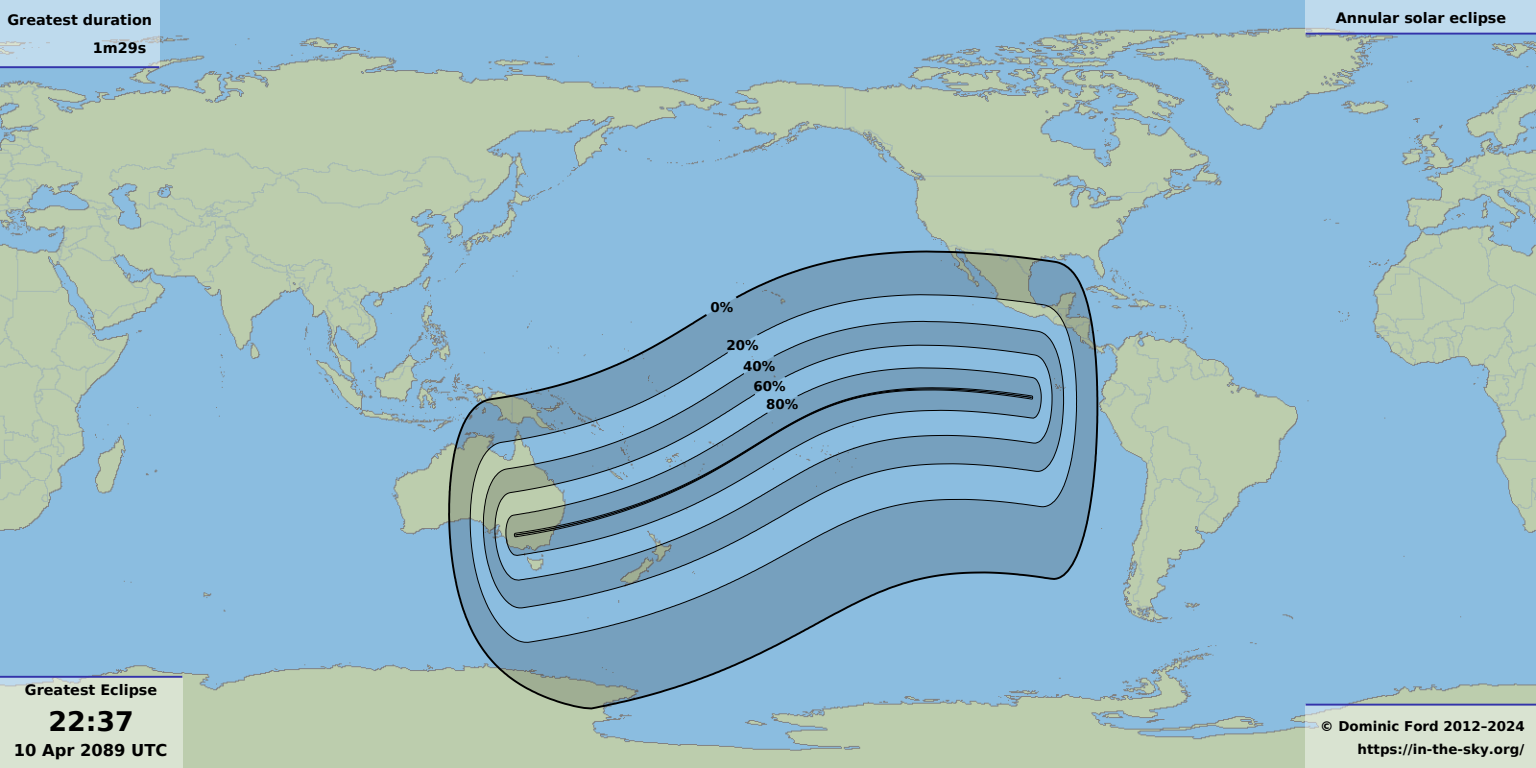 Greatest duration
1m29s
Annular solar eclipse
0%
20%
40%
60%
80%
Greatest Eclipse
22:37
10 Apr 2089 UTC
© Dominic Ford 2012–2024
https://in-the-sky.org/